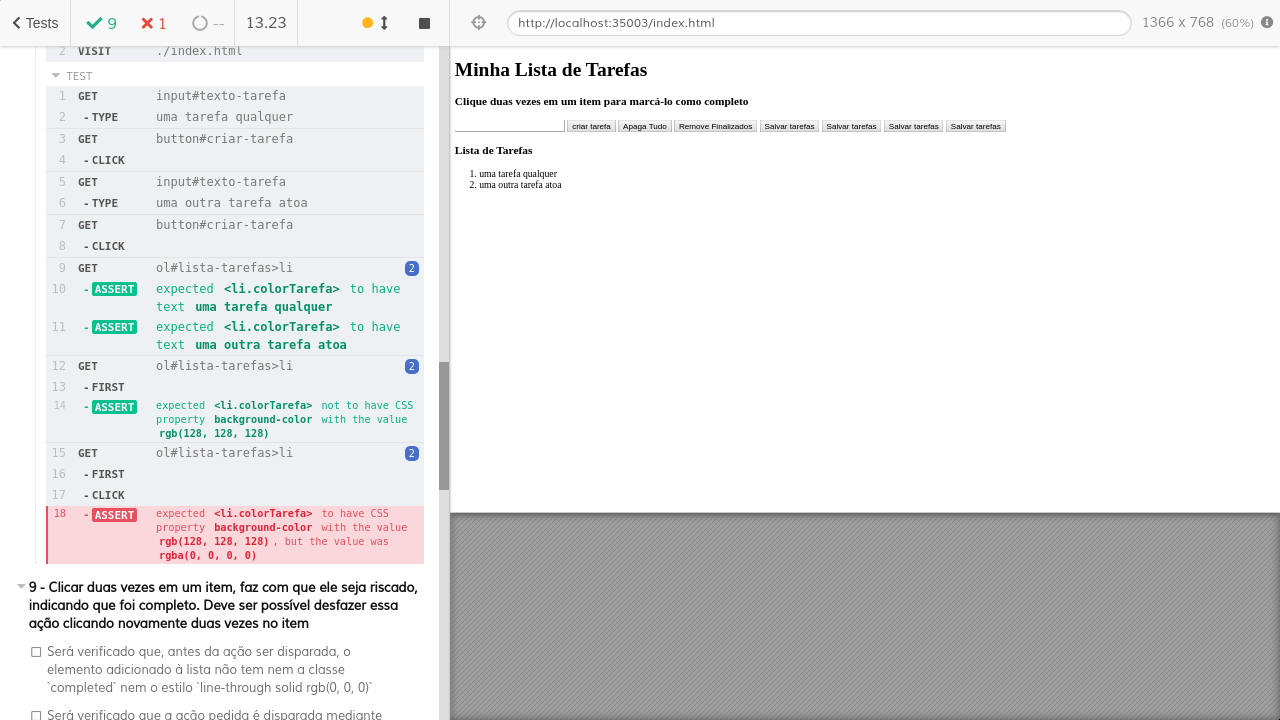 Tests 9 1 -- 13.23 http://localhost:35003/index.html 1366 x 768 (60%)
2 VISIT ./index.html
TEST
1 GET input#texto-tarefa
2 -TYPE uma tarefa qualquer
3 GET button#criar-tarefa
4 -CLICK
5 GET input#texto-tarefa
6 -TYPE uma outra tarefa atoa
7 GET button#criar-tarefa
8 -CLICK
9 GET ol#lista-tarefas>li 2
10 -ASSERT expected <li.colorTarefa> to have
text uma tarefa qualquer
11 -ASSERT expected <li.colorTarefa> to have
text uma outra tarefa atoa
12 GET ol#lista-tarefas>li 2
13 -FIRST
14 -ASSERT expected <li.colorTarefa> not to have CSS
property background-color with the value
rgb(128, 128, 128)
15 GET ol#lista-tarefas>li 2
16 -FIRST
17 -CLICK
18 -ASSERT expected <li.colorTarefa> to have CSS
property background-color with the value
rgb(128, 128, 128), but the value was
rgba(0, 0, 0, 0)
9 - Clicar duas vezes em um item, faz com que ele seja riscado,
indicando que foi completo. Deve ser possível desfazer essa
ação clicando novamente duas vezes no item
Será verificado que, antes da ação ser disparada, o
elemento adicionado à lista não tem nem a classe
`completed` nem o estilo `line-through solid rgb(0, 0, 0)`
Será verificado que a ação pedida é disparada mediante
Minha Lista de Tarefas
Clique duas vezes em um item para marcá-lo como completo
criar tarefa Apaga Tudo Remove Finalizados Salvar tarefas Salvar tarefas Salvar tarefas Salvar tarefas
Lista de Tarefas
1. uma tarefa qualquer
2. uma outra tarefa atoa